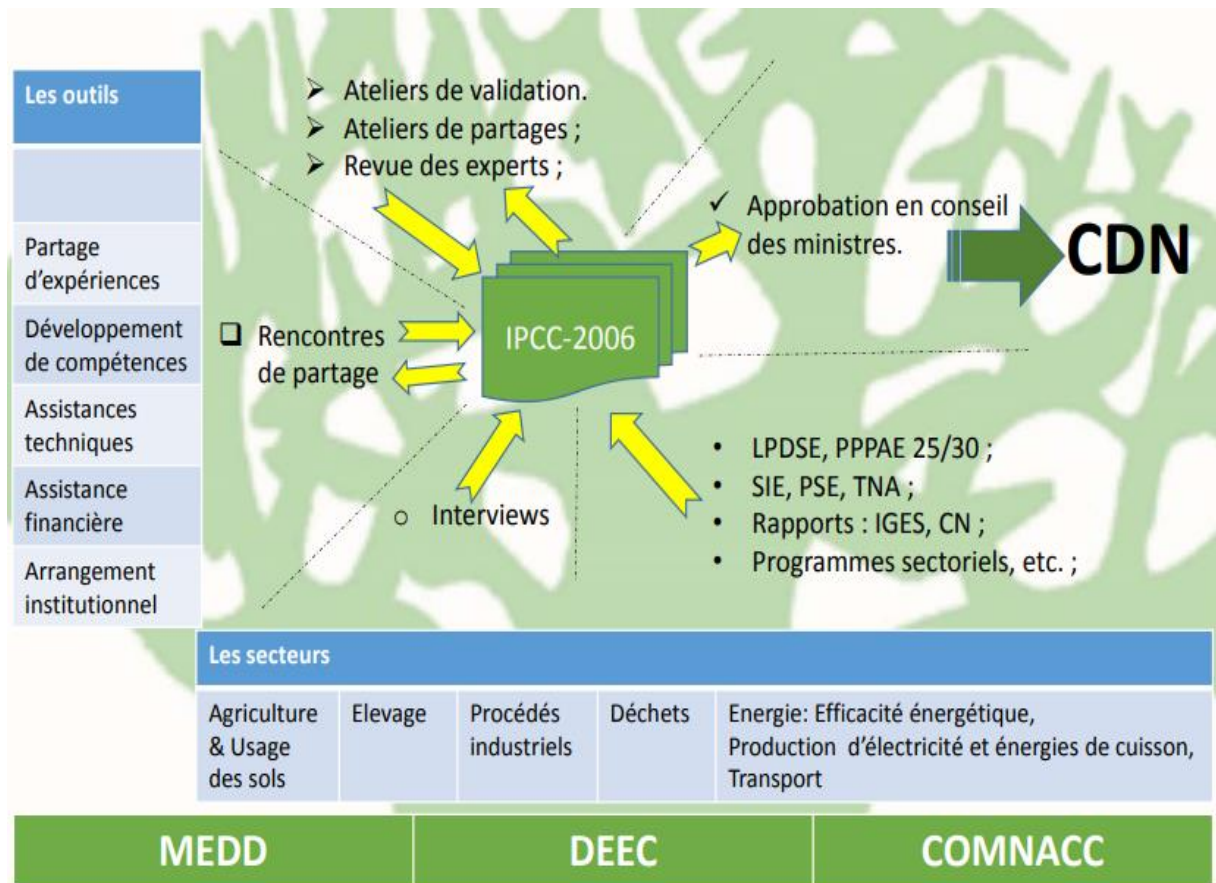 Les outils
Partage
d’expériences
Développement
de compétences
Assistances
techniques
Assistance
financière
Arrangement
institutionnel
➢ Ateliers de validation.
➢ Ateliers de partages ;
➢ Revue des experts ;
✓ Approbation en conseil
des ministres.
CDN
❑ Rencontres
de partage
IPCC-2006
o Interviews
• LPDSE, PPPAE 25/30 ;
• SIE, PSE, TNA ;
• Rapports : IGES, CN ;
• Programmes sectoriels, etc. ;
Les secteurs
Agriculture
& Usage
des sols
Elevage
Procédés
industriels
Déchets
Energie: Efficacité énergétique,
Production d’électricité et énergies de cuisson,
Transport
MEDD
DEEC
COMNACC